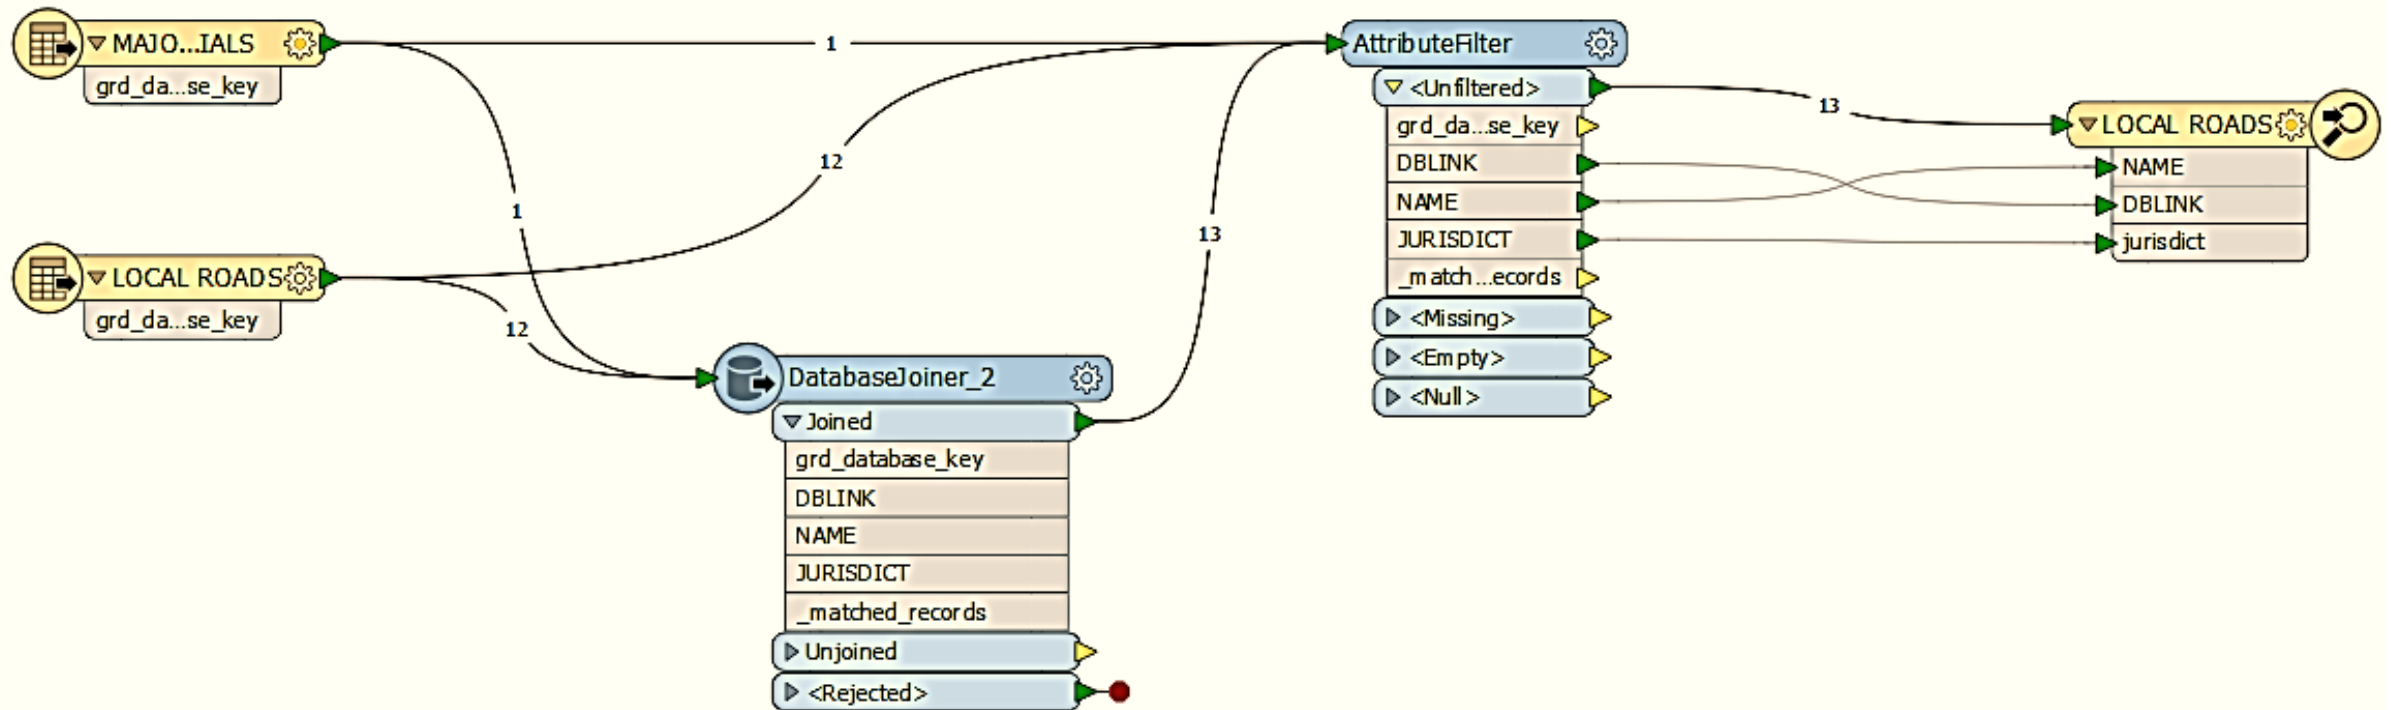 MAJO...IALS
grd_da...se_key
1
AttributeFilter
<Unfiltered>
grd_da...se_key
DBLINK
NAME
JURISDICT
_match...ecords
<Missing>
<Empty>
<Null>
13
LOCAL ROADS
NAME
DBLINK
jurisdict
12
1
13
LOCAL ROADS
grd_da...se_key
12
DatabaseJoiner_2
Joined
grd_database_key
DBLINK
NAME
JURISDICT
_matched_records
Unjoined
<Rejected>